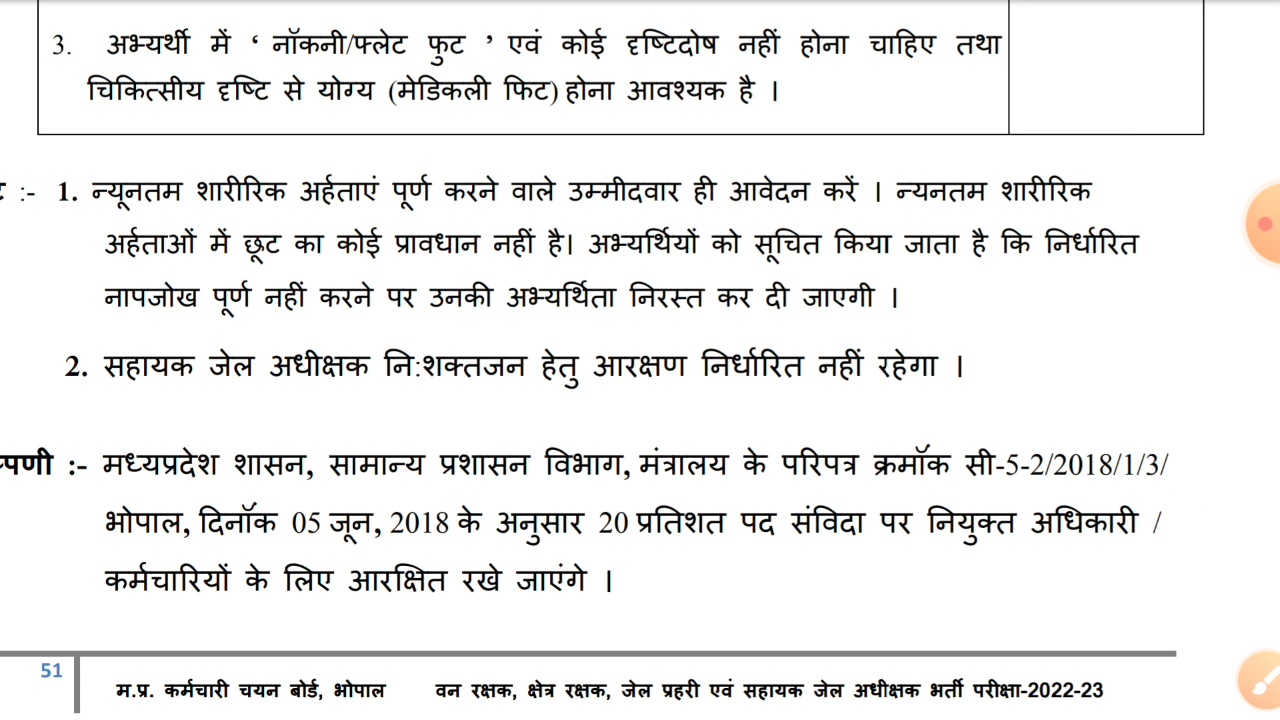 3. अभ्यर्थी में ‘ नॉकनी/फ्लेट फुट ’ एवं कोई दृष्टिदोष नहीं होना चाहिए तथा
चिकित्सीय दृष्टि से योग्य (मेडिकली फिट) होना आवश्यक है ।
:- 1. न्यूनतम शारीरिक अर्हताएं पूर्ण करने वाले उम्मीदवार ही आवेदन करें । न्यनतम शारीरिक
अर्हताओं में छूट का कोई प्रावधान नहीं है। अभ्यर्थियों को सूचित किया जाता है कि निर्धारित
नापजोख पूर्ण नहीं करने पर उनकी अभ्यर्थिता निरस्त कर दी जाएगी ।
2. सहायक जेल अधीक्षक नि:शक्तजन हेतु आरक्षण निर्धारित नहीं रहेगा ।
पणी :- मध्यप्रदेश शासन, सामान्य प्रशासन विभाग, मंत्रालय के परिपत्र क्रमॉक सी-5-2/2018/1/3/
भोपाल, दिनॉक 05 जून, 2018 के अनुसार 20 प्रतिशत पद संविदा पर नियुक्त अधिकारी /
कर्मचारियों के लिए आरक्षित रखे जाएंगे ।
51
म.प्र. कर्मचारी चयन बोर्ड, भोपाल वन रक्षक, क्षेत्र रक्षक, जेल प्रहरी एवं सहायक जेल अधीक्षक भर्ती परीक्षा-2022-23